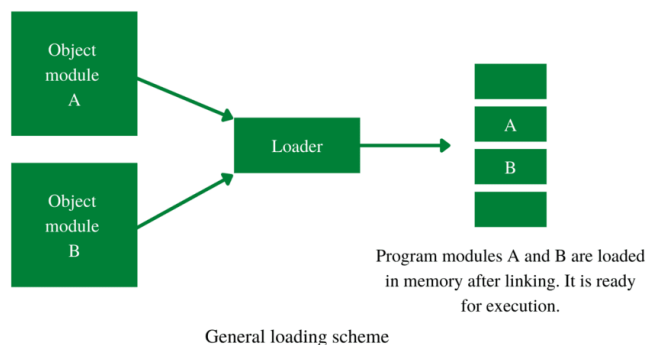 Object
module
A
Object
module
B
Loader
A
B
Program modules A and B are loaded
in memory after linking. It is ready
for execution.
General loading scheme